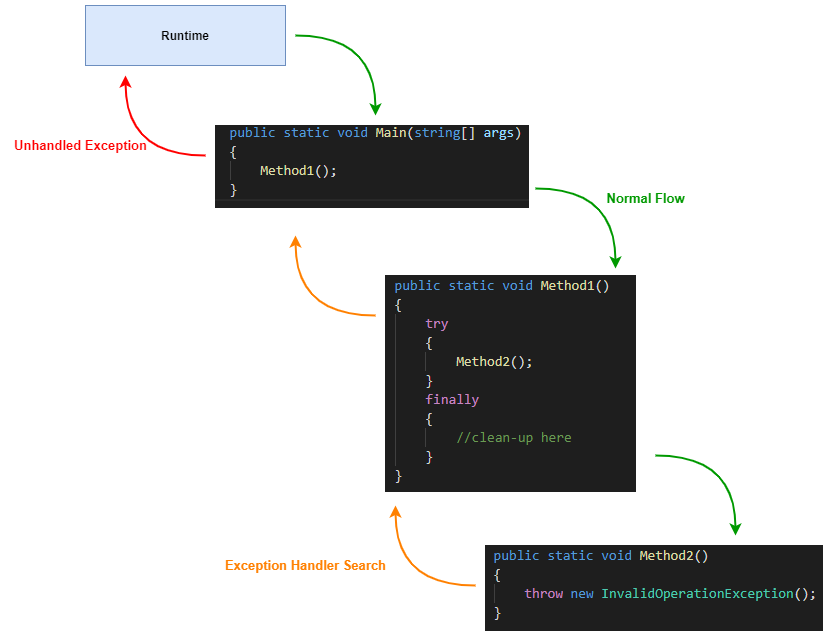 Runtime
public static void Main(string[] args)
{
Method1();
}
Unhandled Exception
Normal Flow
public static void Method1()
{
try
{
Method2();
}
finally
{
//clean-up here
}
}
Exception Handler Search
public static void Method2()
{
throw new InvalidOperationException();
}